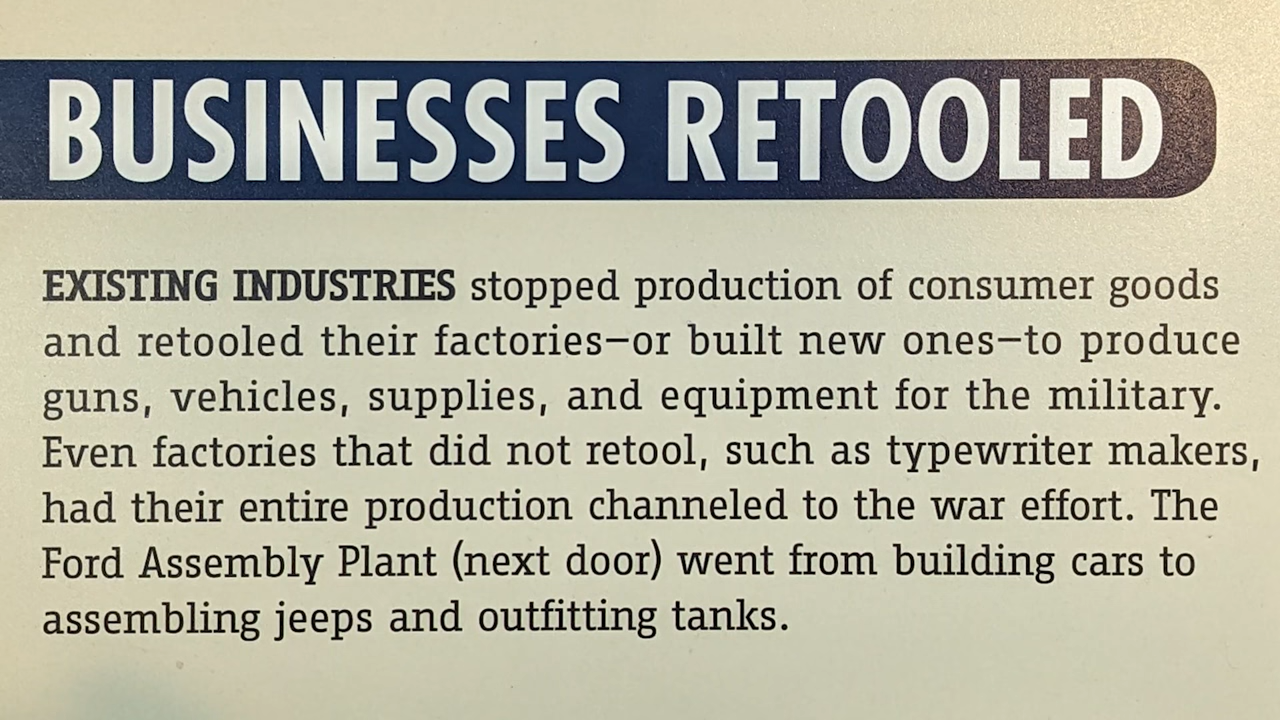 BUSINESSES RETOOLED
EXISTING INDUSTRIES stopped production of consumer goods
and retooled their factories—or built new ones—to produce
guns, vehicles, supplies, and equipment for the military.
Even factories that did not retool, such as typewriter makers,
had their entire production channeled to the war effort. The
Ford Assembly Plant (next door) went from building cars to
assembling jeeps and outfitting tanks.